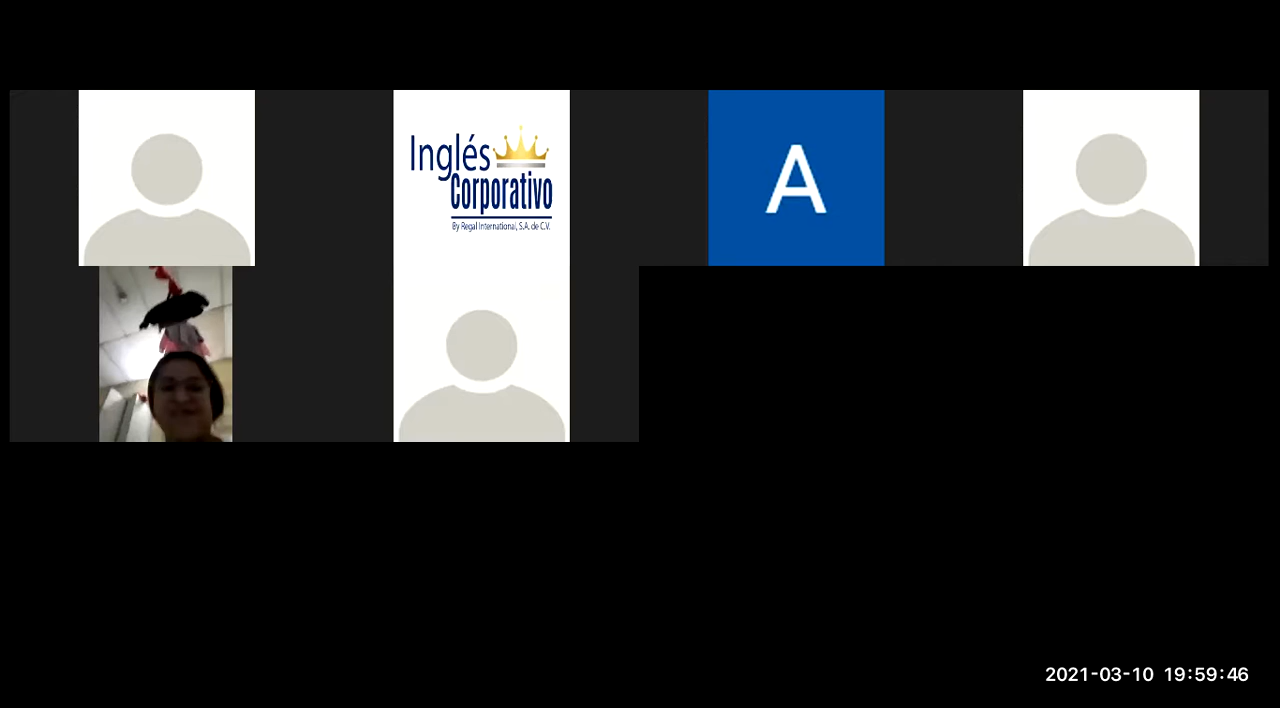 Inglés
Corporativo
By Regal International, S.A. de C.V.
A
2021-03-10 19:59:46